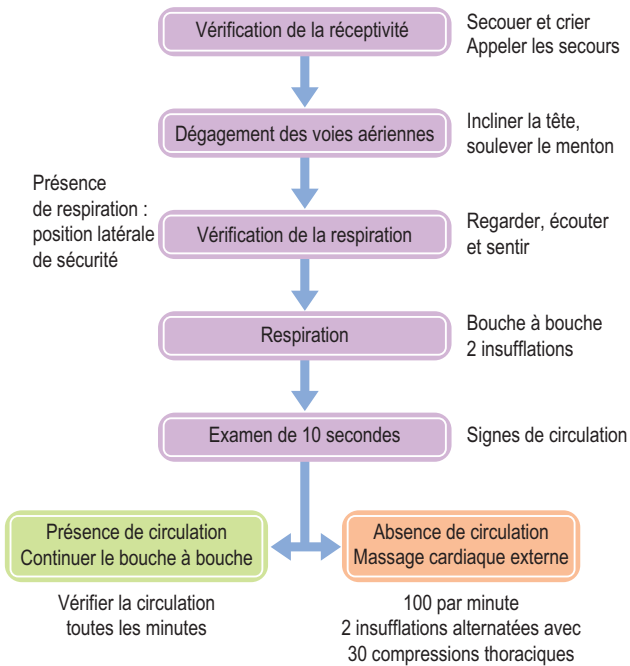 Vérification de la réceptivité
Secouer et crier
Appeler les secours
Dégagement des voies aériennes
Incliner la tête,
soulever le menton
Présence
de respiration :
position latérale
de sécurité
Vérification de la respiration
Regarder, écouter
et sentir
Respiration
Bouche à bouche
2 insufflations
Examen de 10 secondes
Signes de circulation
Présence de circulation
Continuer le bouche à bouche
Absence de circulation
Massage cardiaque externe
Vérifier la circulation
toutes les minutes
100 par minute
2 insufflations alternatées avec
30 compressions thoraciques